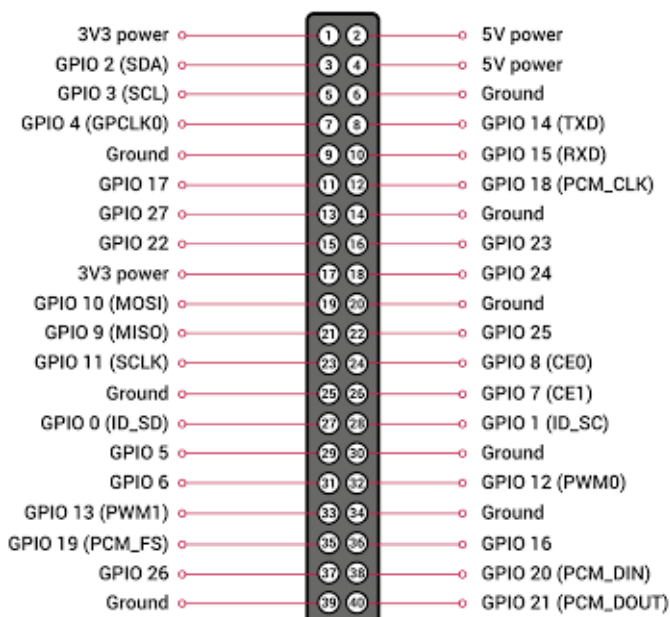 3V3 power 1 2 5V power
GPIO 2 (SDA) 3 4 5V power
GPIO 3 (SCL) 5 6 Ground
GPIO 4 (GPCLK0) 7 8 GPIO 14 (TXD)
Ground 9 10 GPIO 15 (RXD)
GPIO 17 11 12 GPIO 18 (PCM_CLK)
GPIO 27 13 14 Ground
GPIO 22 15 16 GPIO 23
3V3 power 17 18 GPIO 24
GPIO 10 (MOSI) 19 20 Ground
GPIO 9 (MISO) 21 22 GPIO 25
GPIO 11 (SCLK) 23 24 GPIO 8 (CE0)
Ground 25 26 GPIO 7 (CE1)
GPIO 0 (ID_SD) 27 28 GPIO 1 (ID_SC)
GPIO 5 29 30 Ground
GPIO 6 31 32 GPIO 12 (PWM0)
GPIO 13 (PWM1) 33 34 Ground
GPIO 19 (PCM_FS) 35 36 GPIO 16
GPIO 26 37 38 GPIO 20 (PCM_DIN)
Ground 39 40 GPIO 21 (PCM_DOUT)